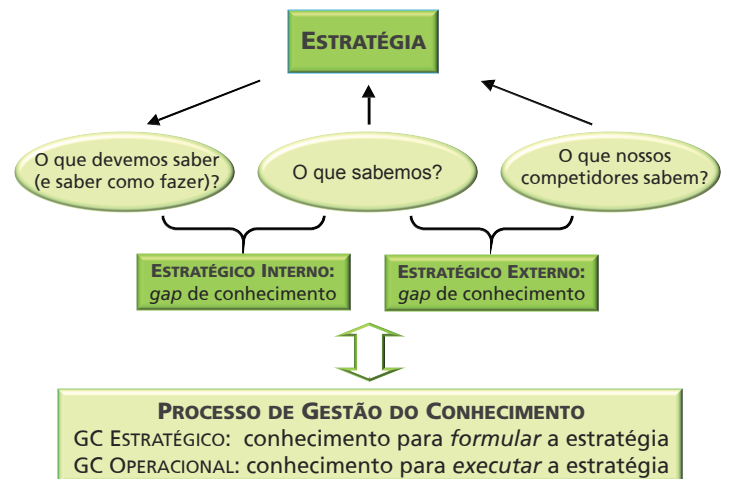 ESTRATÉGIA
O que devemos saber
(e saber como fazer)?
O que sabemos?
O que nossos
competidores sabem?
ESTRATÉGICO INTERNO:
gap de conhecimento
ESTRATÉGICO EXTERNO:
gap de conhecimento
PROCESSO DE GESTÃO DO CONHECIMENTO
GC ESTRATÉGICO: conhecimento para formular a estratégia
GC OPERACIONAL: conhecimento para executar a estratégia